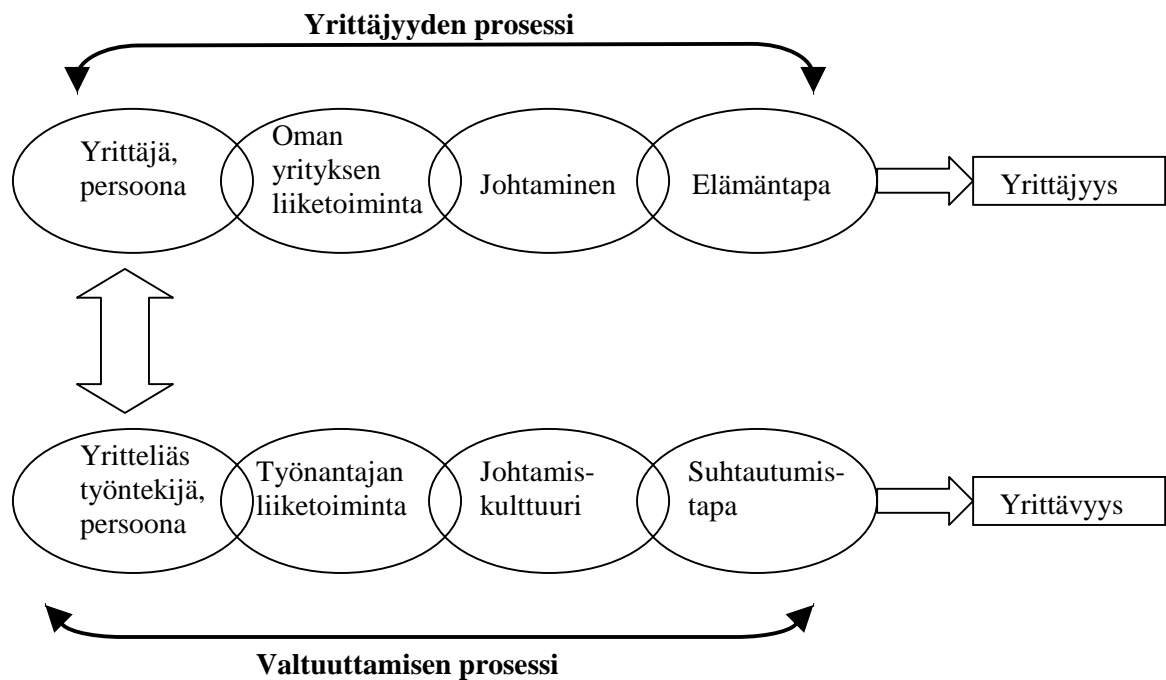 Yrittäjyyden prosessi
Yrittäjä,
persoona
Oman
yrityksen
liiketoiminta
Johtaminen
Elämäntapa
Yrittäjyys
Yritteliäs
työntekijä,
persoona
Työnantajan
liiketoiminta
Johtamis-
kulttuuri
Suhtautumis-
tapa
Yrittävyys
Valtuuttamisen prosessi